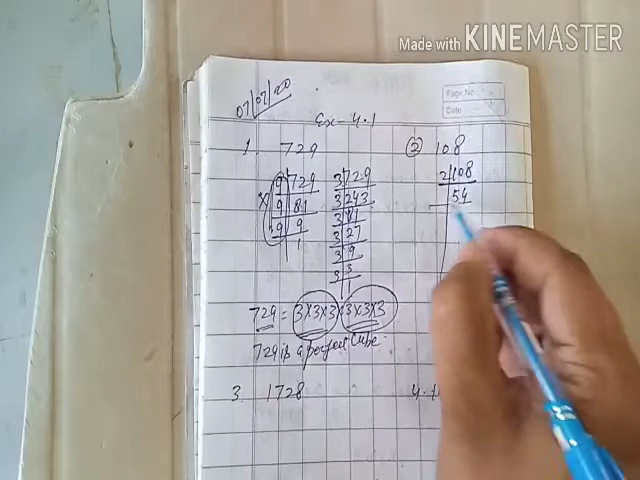 Made with KINEMASTER
07/07/20
Page No.
Date
Ex-4.1
1. 729
9 | 729
9 | 81
9 | 9
1
3 | 729
3 | 243
3 | 81
3 | 27
3 | 9
3 | 3
1
729 = 3×3×3×3×3×3
729 is a perfect Cube.
② 108
2 | 108
54
3. 1728
4.